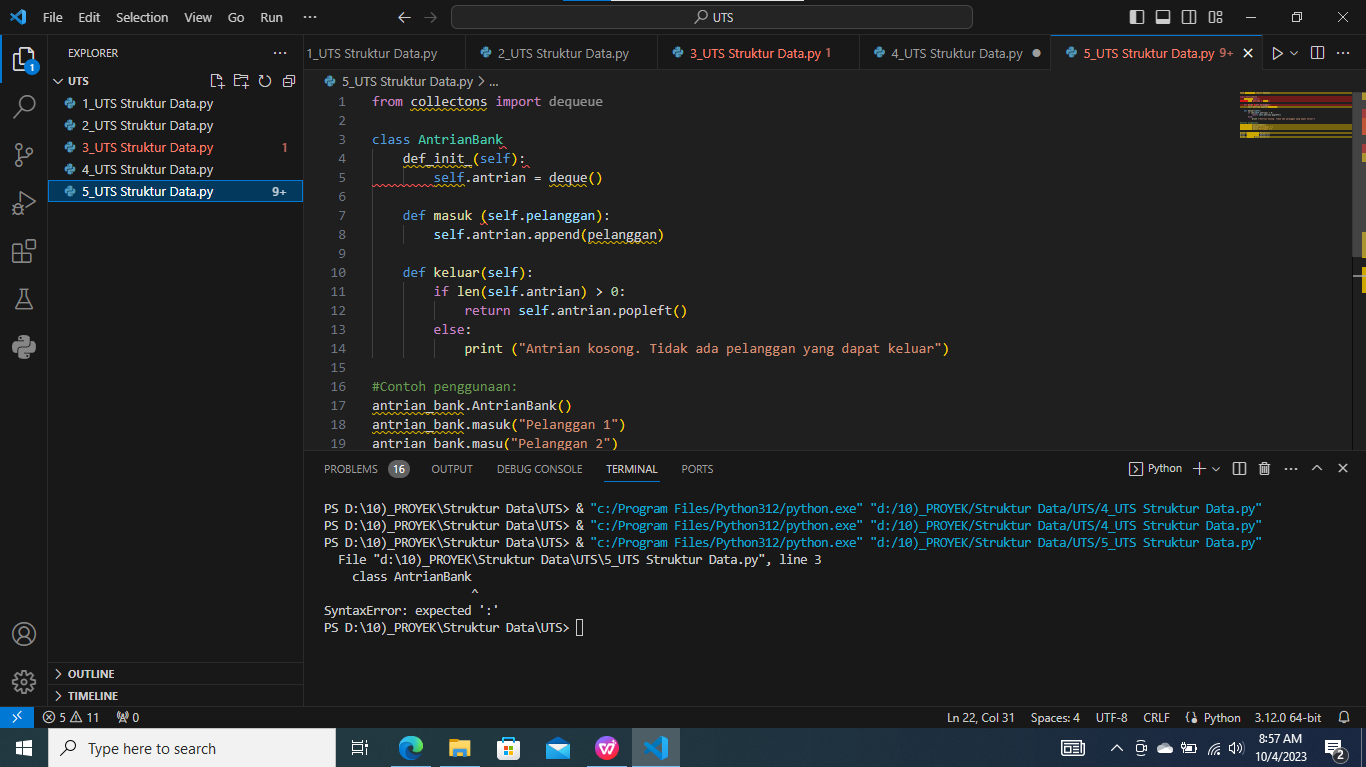 File Edit Selection View Go Run ··· UTS
EXPLORER ···
1_UTS Struktur Data.py 2_UTS Struktur Data.py 3_UTS Struktur Data.py 1 4_UTS Struktur Data.py 5_UTS Struktur Data.py 9+
UTS
1_UTS Struktur Data.py
2_UTS Struktur Data.py
3_UTS Struktur Data.py 1
4_UTS Struktur Data.py
5_UTS Struktur Data.py 9+
OUTLINE
TIMELINE
1
5_UTS Struktur Data.py > ...
1 from collectons import dequeue
2
3 class AntrianBank
4 def_init_(self):
5 self.antrian = deque()
6
7 def masuk (self.pelanggan):
8 self.antrian.append(pelanggan)
9
10 def keluar(self):
11 if len(self.antrian) > 0:
12 return self.antrian.popleft()
13 else:
14 print ("Antrian kosong. Tidak ada pelanggan yang dapat keluar")
15
16 #Contoh penggunaan:
17 antrian_bank.AntrianBank()
18 antrian_bank.masuk("Pelanggan 1")
19 antrian_bank.masu("Pelanggan 2")
PROBLEMS 16 OUTPUT DEBUG CONSOLE TERMINAL PORTS Python
PS D:\10)_PROYEK\Struktur Data\UTS> & "c:/Program Files/Python312/python.exe" "d:/10)_PROYEK/Struktur Data/UTS/4_UTS Struktur Data.py"
PS D:\10)_PROYEK\Struktur Data\UTS> & "c:/Program Files/Python312/python.exe" "d:/10)_PROYEK/Struktur Data/UTS/4_UTS Struktur Data.py"
PS D:\10)_PROYEK\Struktur Data\UTS> & "c:/Program Files/Python312/python.exe" "d:/10)_PROYEK/Struktur Data/UTS/5_UTS Struktur Data.py"
File "d:\10)_PROYEK\Struktur Data\UTS\5_UTS Struktur Data.py", line 3
class AntrianBank
^
SyntaxError: expected ':'
PS D:\10)_PROYEK\Struktur Data\UTS>
5 11 0 Ln 22, Col 31 Spaces: 4 UTF-8 CRLF Python 3.12.0 64-bit
Type here to search
8:57 AM
10/4/2023
2